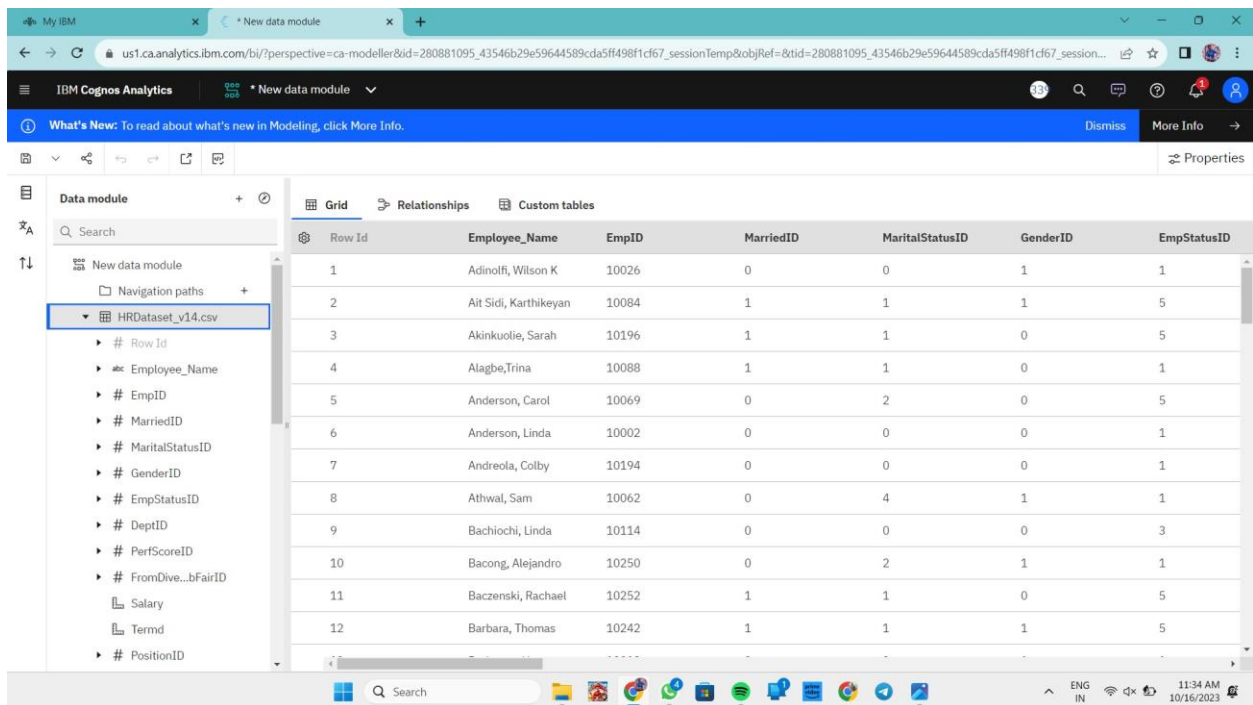 My IBM
* New data module
us1.ca.analytics.ibm.com/bi/?perspective=ca-modeller&id=280881095_43546b29e59644589cda5ff498f1cf67_sessionTemp&objRef=&tid=280881095_43546b29e59644589cda5ff498f1cf67_session...
IBM Cognos Analytics
* New data module
What's New: To read about what's new in Modeling, click More Info.
Dismiss
More Info
Properties
Data module
Search
New data module
Navigation paths
HRDataset_v14.csv
# Row Id
abc Employee_Name
# EmpID
# MarriedID
# MaritalStatusID
# GenderID
# EmpStatusID
# DeptID
# PerfScoreID
# FromDive...bFairID
Salary
Termd
# PositionID
Grid Relationships Custom tables
Row Id Employee_Name EmpID MarriedID MaritalStatusID GenderID EmpStatusID
1 Adinolfi, Wilson K 10026 0 0 1 1
2 Ait Sidi, Karthikeyan 10084 1 1 1 5
3 Akinkuolie, Sarah 10196 1 1 0 5
4 Alagbe,Trina 10088 1 1 0 1
5 Anderson, Carol 10069 0 2 0 5
6 Anderson, Linda 10002 0 0 0 1
7 Andreola, Colby 10194 0 0 0 1
8 Athwal, Sam 10062 0 4 1 1
9 Bachiochi, Linda 10114 0 0 0 3
10 Bacong, Alejandro 10250 0 2 1 1
11 Baczenski, Rachael 10252 1 1 0 5
12 Barbara, Thomas 10242 1 1 1 5
Search
ENG
IN
11:34 AM
10/16/2023